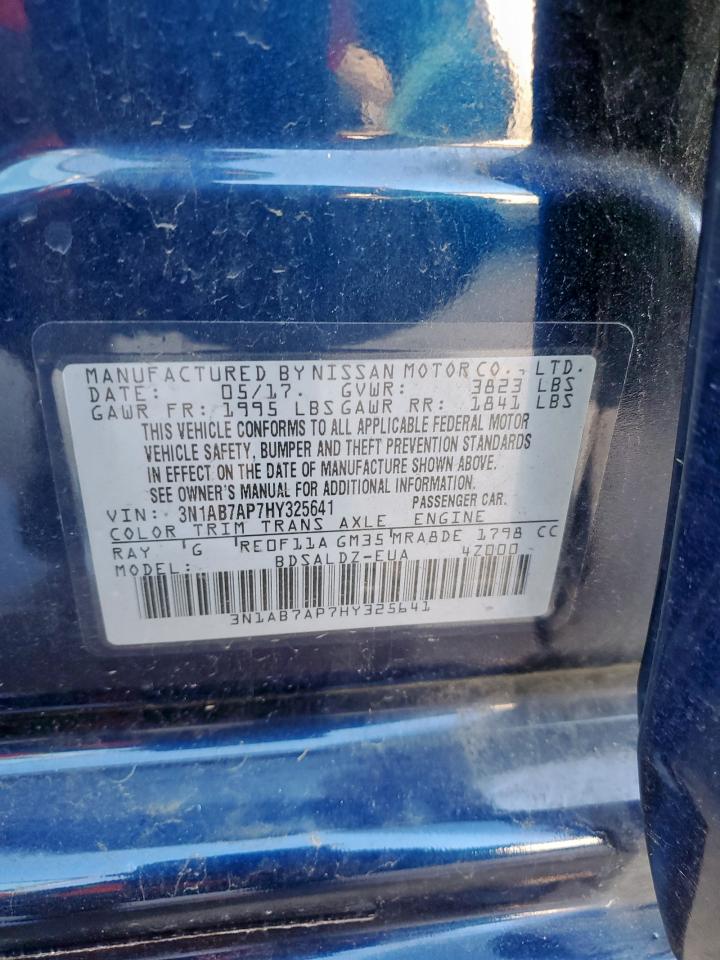 MANUFACTURED BY NISSAN MOTOR CO., LTD.
DATE: 05/17. GVWR: 3823 LBS
GAWR FR: 1995 LBS GAWR RR: 1841 LBS
THIS VEHICLE CONFORMS TO ALL APPLICABLE FEDERAL MOTOR
VEHICLE SAFETY, BUMPER AND THEFT PREVENTION STANDARDS
IN EFFECT ON THE DATE OF MANUFACTURE SHOWN ABOVE.
SEE OWNER'S MANUAL FOR ADDITIONAL INFORMATION.
VIN: 3N1AB7AP7HY325641 PASSENGER CAR.
COLOR TRIM TRANS AXLE ENGINE
RAY G RE0F11A GM35 MRA8DE 1798 CC
MODEL: BDSALDZ-EUA 4Z000
3N1AB7AP7HY325641